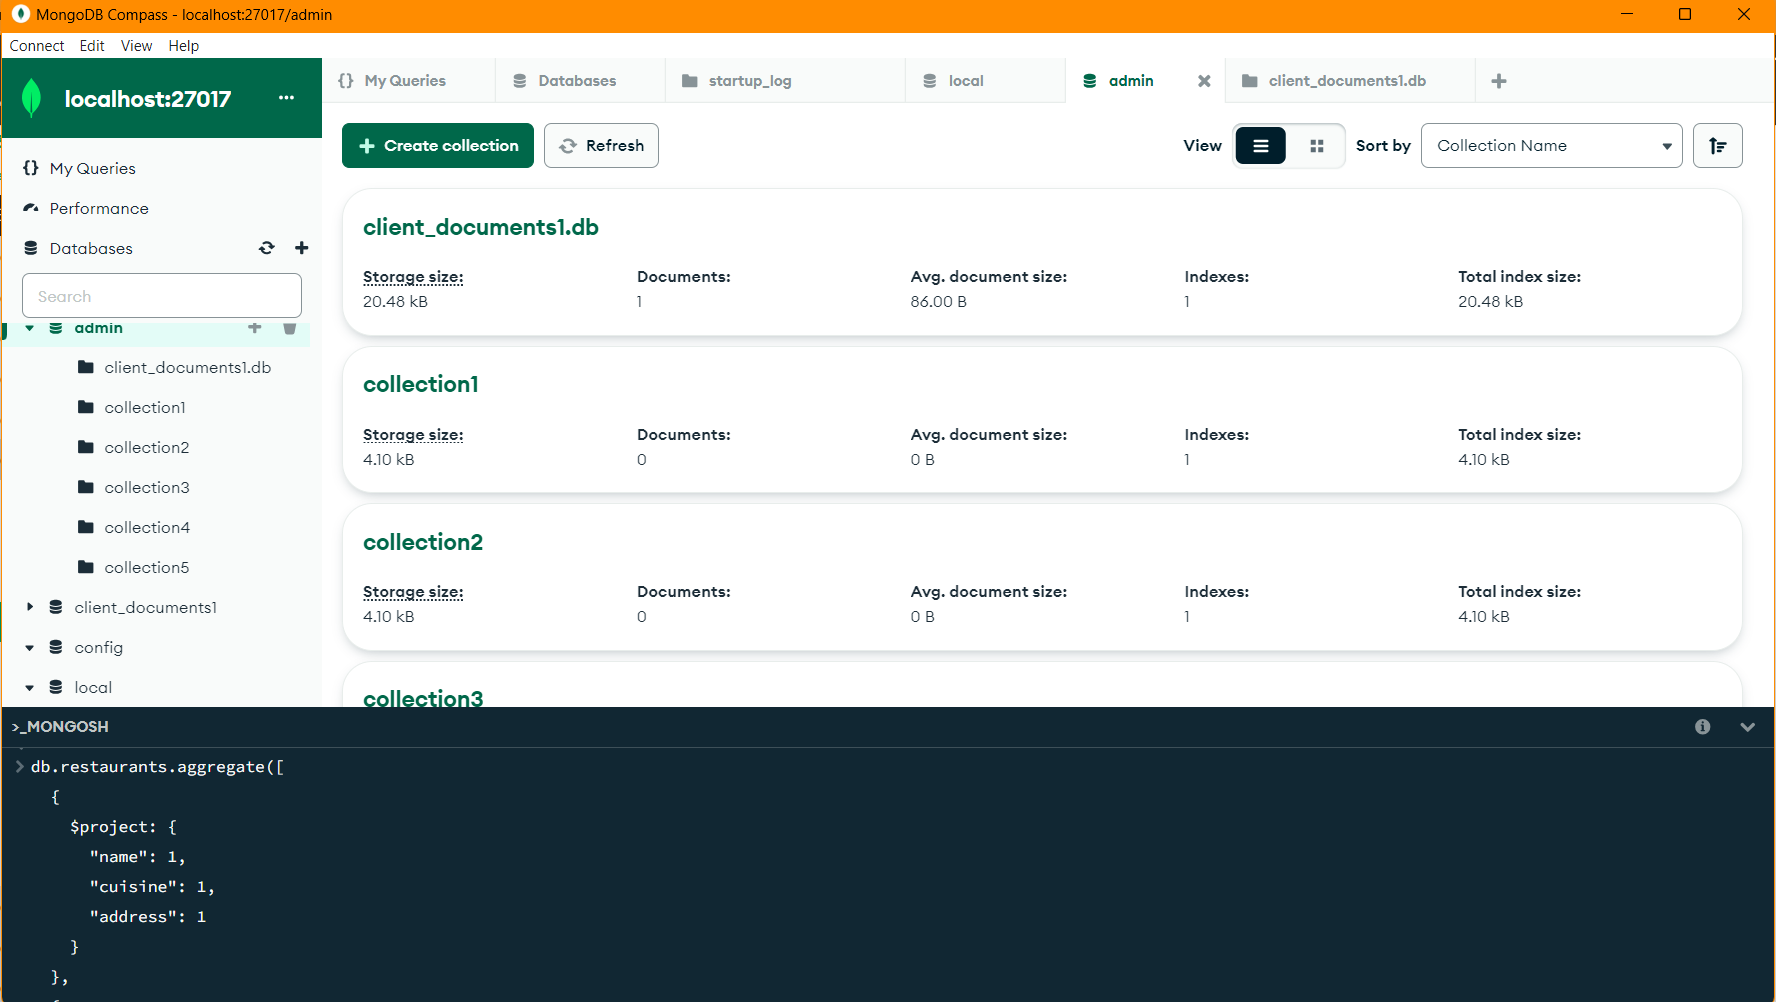 MongoDB Compass - localhost:27017/admin
Connect Edit View Help
localhost:27017
My Queries
Performance
Databases
Search
admin
client_documents1.db
collection1
collection2
collection3
collection4
collection5
client_documents1
config
local
{} My Queries Databases startup_log local admin client_documents1.db
Create collection Refresh View Sort by Collection Name
client_documents1.db
Storage size: Documents: Avg. document size: Indexes: Total index size:
20.48 kB 1 86.00 B 1 20.48 kB
collection1
Storage size: Documents: Avg. document size: Indexes: Total index size:
4.10 kB 0 0 B 1 4.10 kB
collection2
Storage size: Documents: Avg. document size: Indexes: Total index size:
4.10 kB 0 0 B 1 4.10 kB
collection3
>_MONGOSH
> db.restaurants.aggregate([
{
$project: {
"name": 1,
"cuisine": 1,
"address": 1
}
},